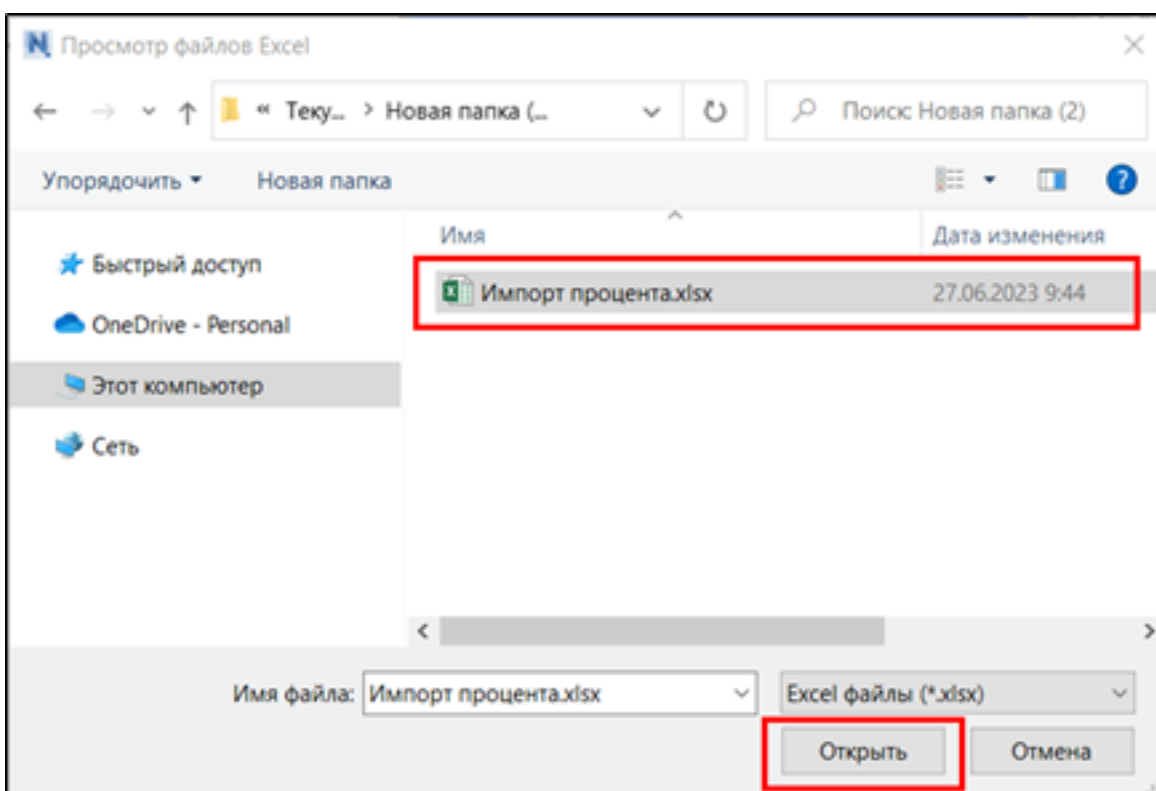 Просмотр файлов Excel
« Теку... > Новая папка (... Поиск: Новая папка (2)
Упорядочить Новая папка
Имя Дата изменения
Быстрый доступ
Импорт процента.xlsx 27.06.2023 9:44
OneDrive - Personal
Этот компьютер
Сеть
Имя файла: Импорт процента.xlsx Excel файлы (*.xlsx)
Открыть Отмена